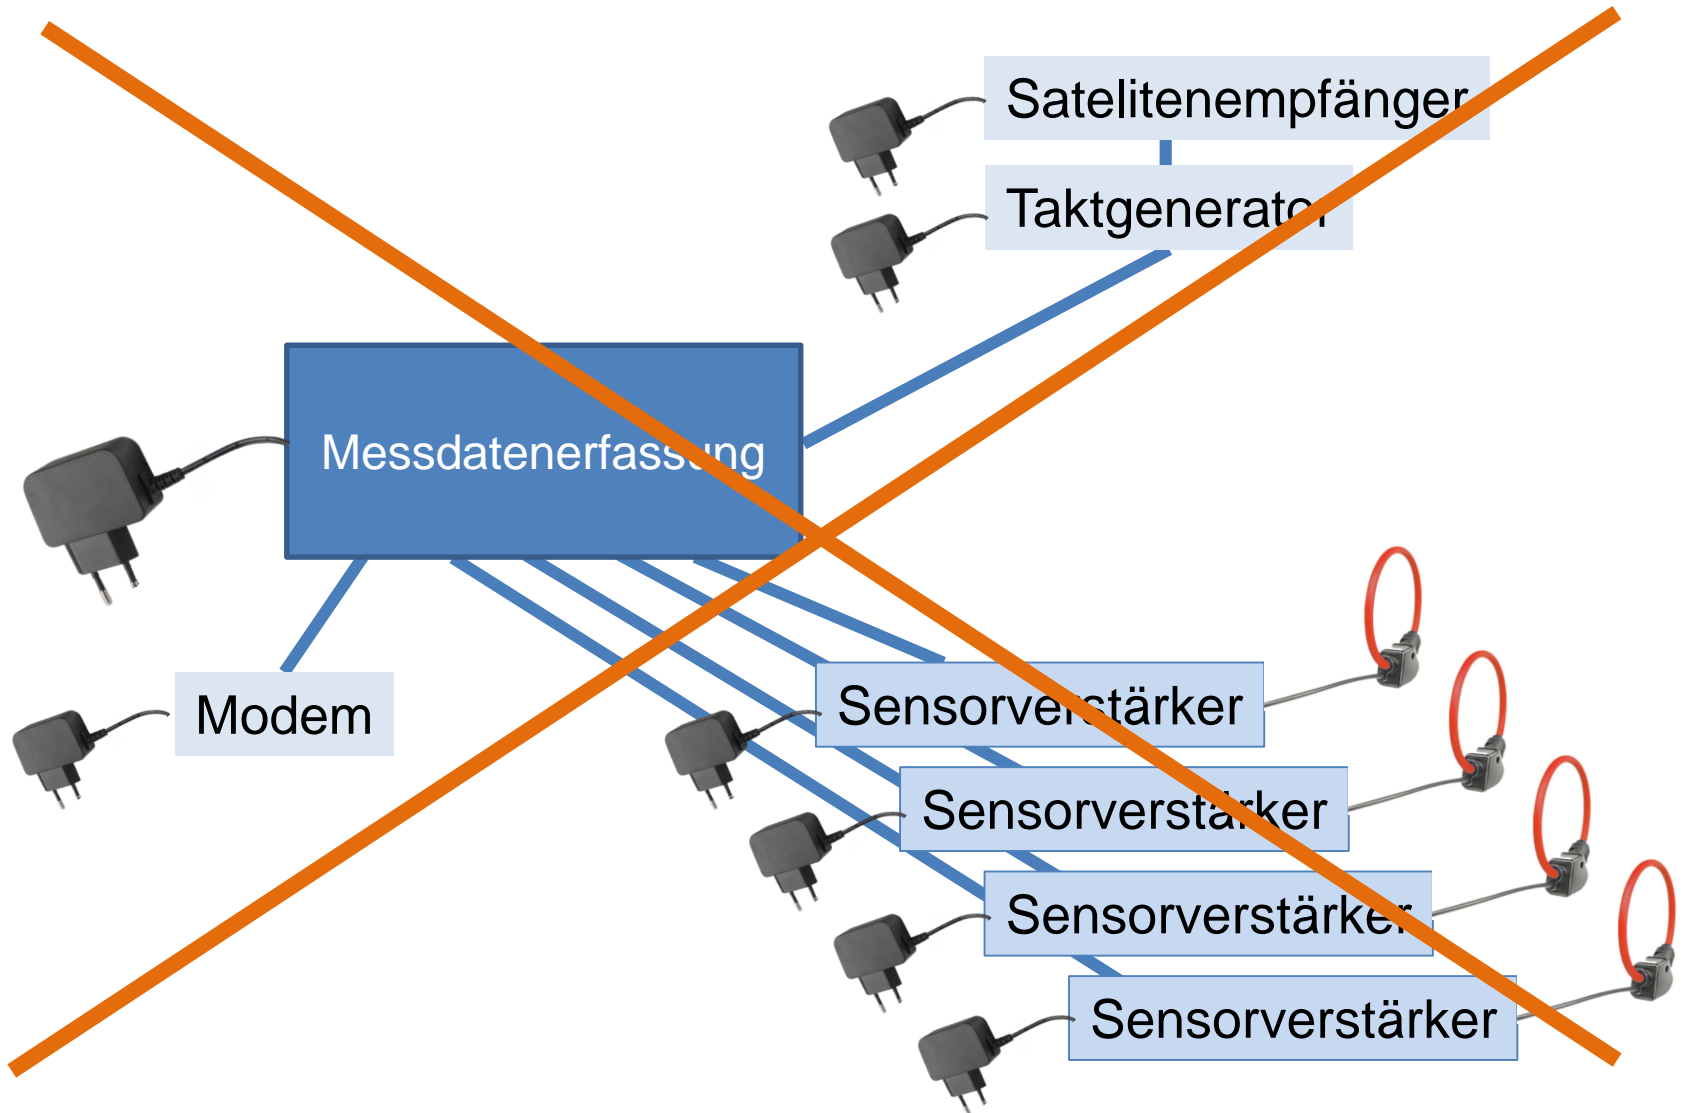 Satelitenempfänger
Taktgenerator
Messdatenerfassung
Modem
Sensorverstärker
Sensorverstärker
Sensorverstärker
Sensorverstärker